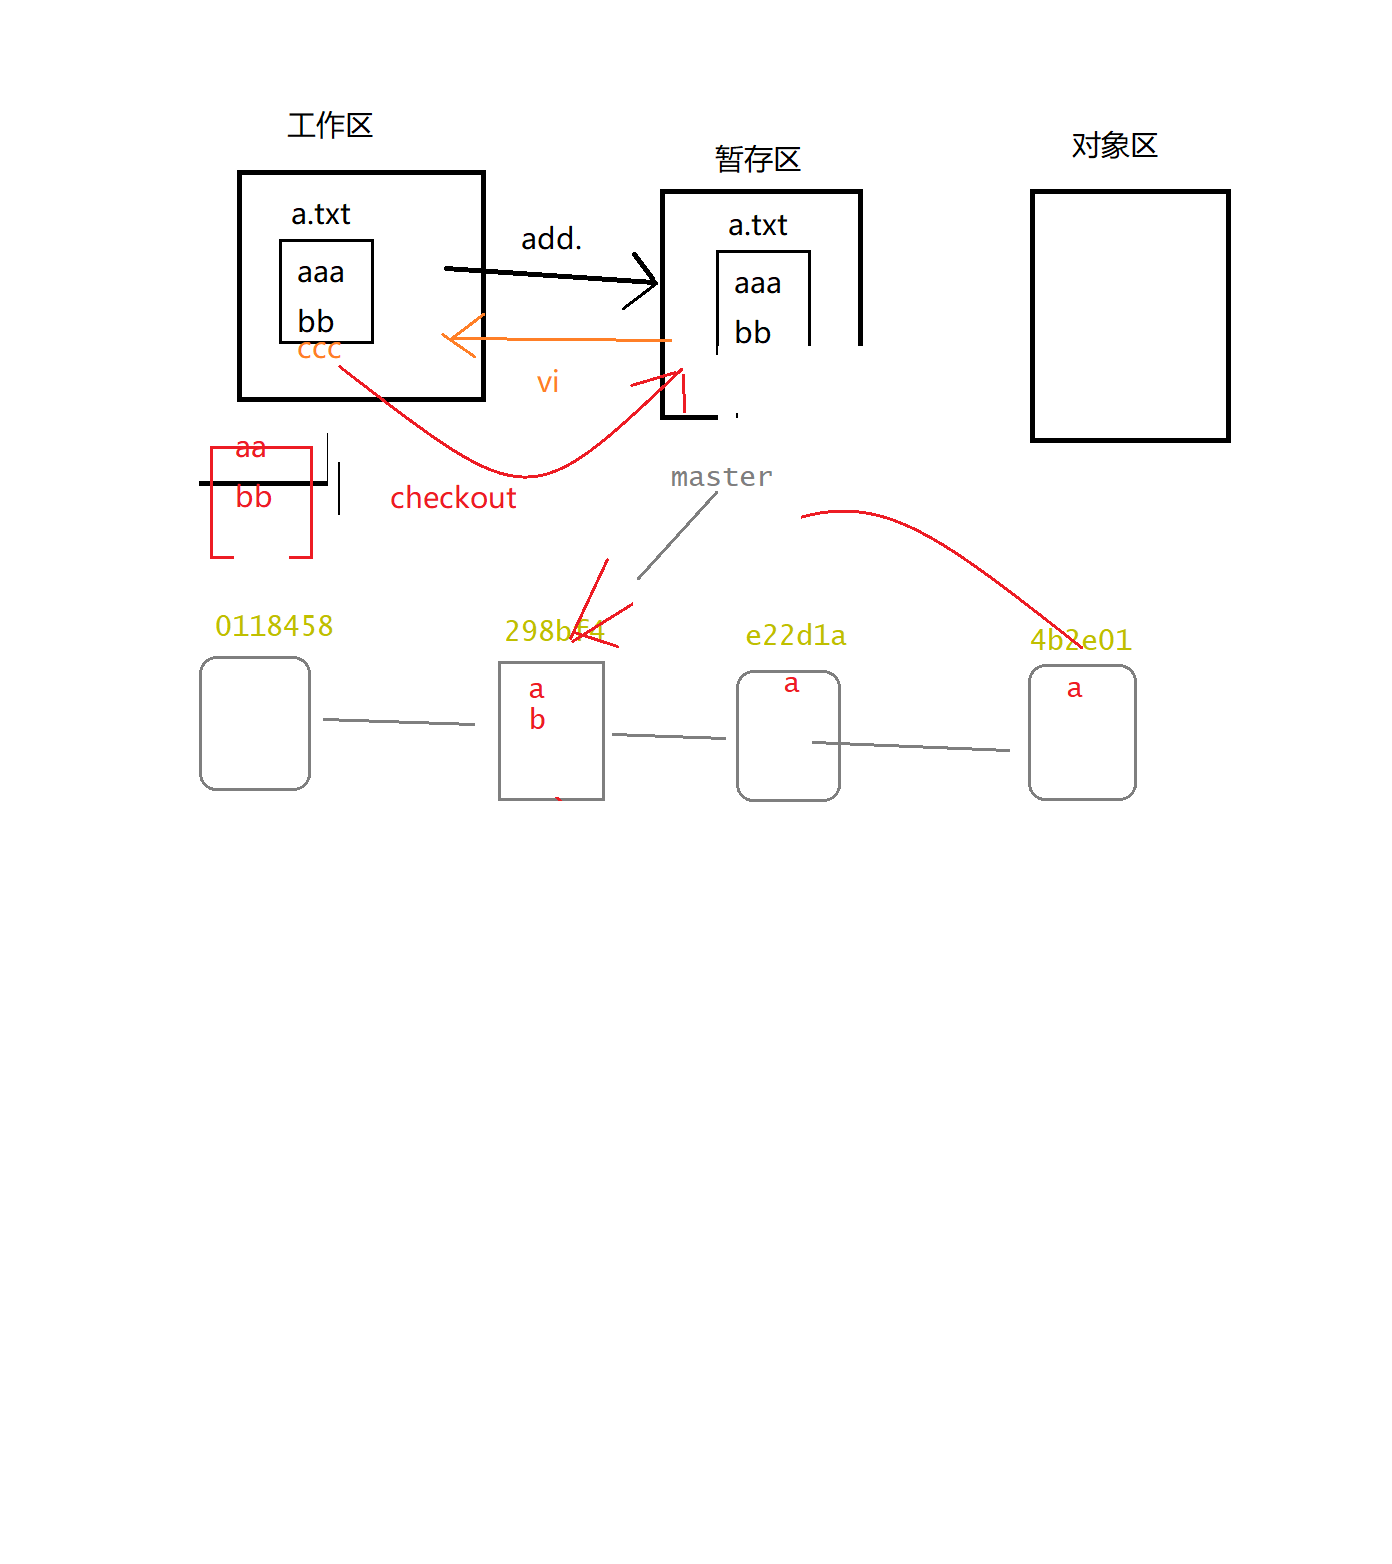 工作区
暂存区
对象区
a.txt
aaa
bb
ccc
add.
vi
a.txt
aaa
bb
aa
bb
checkout
master
0118458
298bf4
e22d1a
4b2e01
a
b
a
a